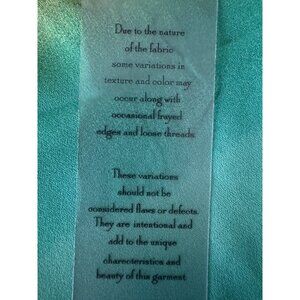 Due to the nature
of the fabric
some variations in
texture and color may
occur along with
occasional frayed
edges and loose threads.
These variations
should not be
considered flaws or defects.
They are intentional and
add to the unique
charecteristics and
beauty of this garment.